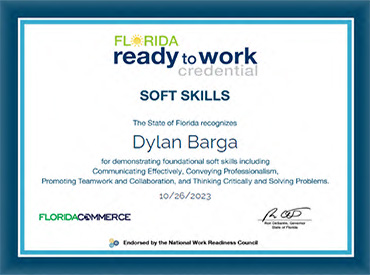 FLORIDA
ready to work
credential
SOFT SKILLS
The State of Florida recognizes
Dylan Barga
for demonstrating foundational soft skills including
Communicating Effectively, Conveying Professionalism,
Promoting Teamwork and Collaboration, and Thinking Critically and Solving Problems.
10/26/2023
FLORIDACOMMERCE
Ron DeSantis, Governor
State of Florida
Endorsed by the National Work Readiness Council